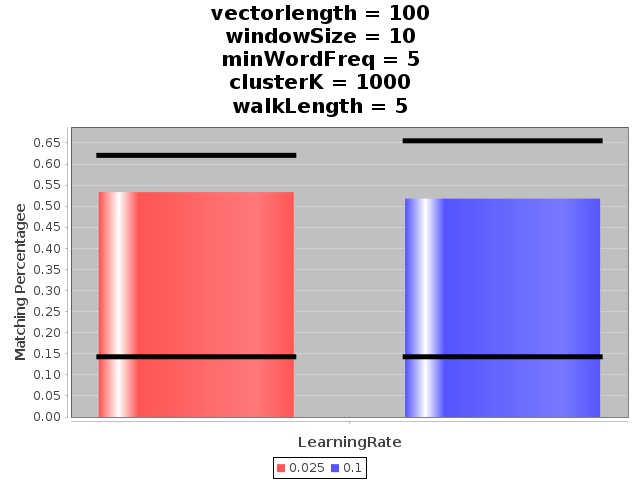 vectorlength = 100
windowSize = 10
minWordFreq = 5
clusterK = 1000
walkLength = 5
Matching Percentagee
0.65
0.60
0.55
0.50
0.45
0.40
0.35
0.30
0.25
0.20
0.15
0.10
0.05
0.00
LearningRate
0.025 0.1